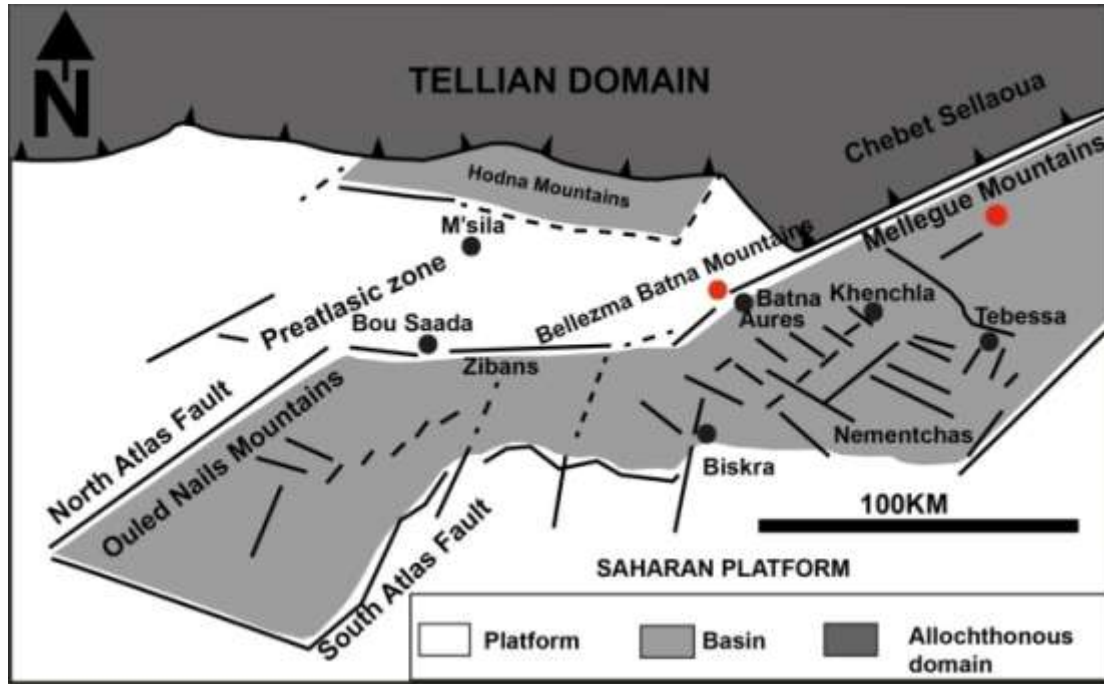 N
TELLIAN DOMAIN
Chebet Sellaoua
Hodna Mountains
Mellegue Mountains
M'sila
Preatlasic zone
Bellezma Batna Mountains
Bou Saada
Batna
Khenchla
Aures
Tebessa
Zibans
North Atlas Fault
Ouled Nails Mountains
Nementchas
Biskra
South Atlas Fault
100KM
SAHARAN PLATFORM
Platform
Basin
Allochthonous
domain